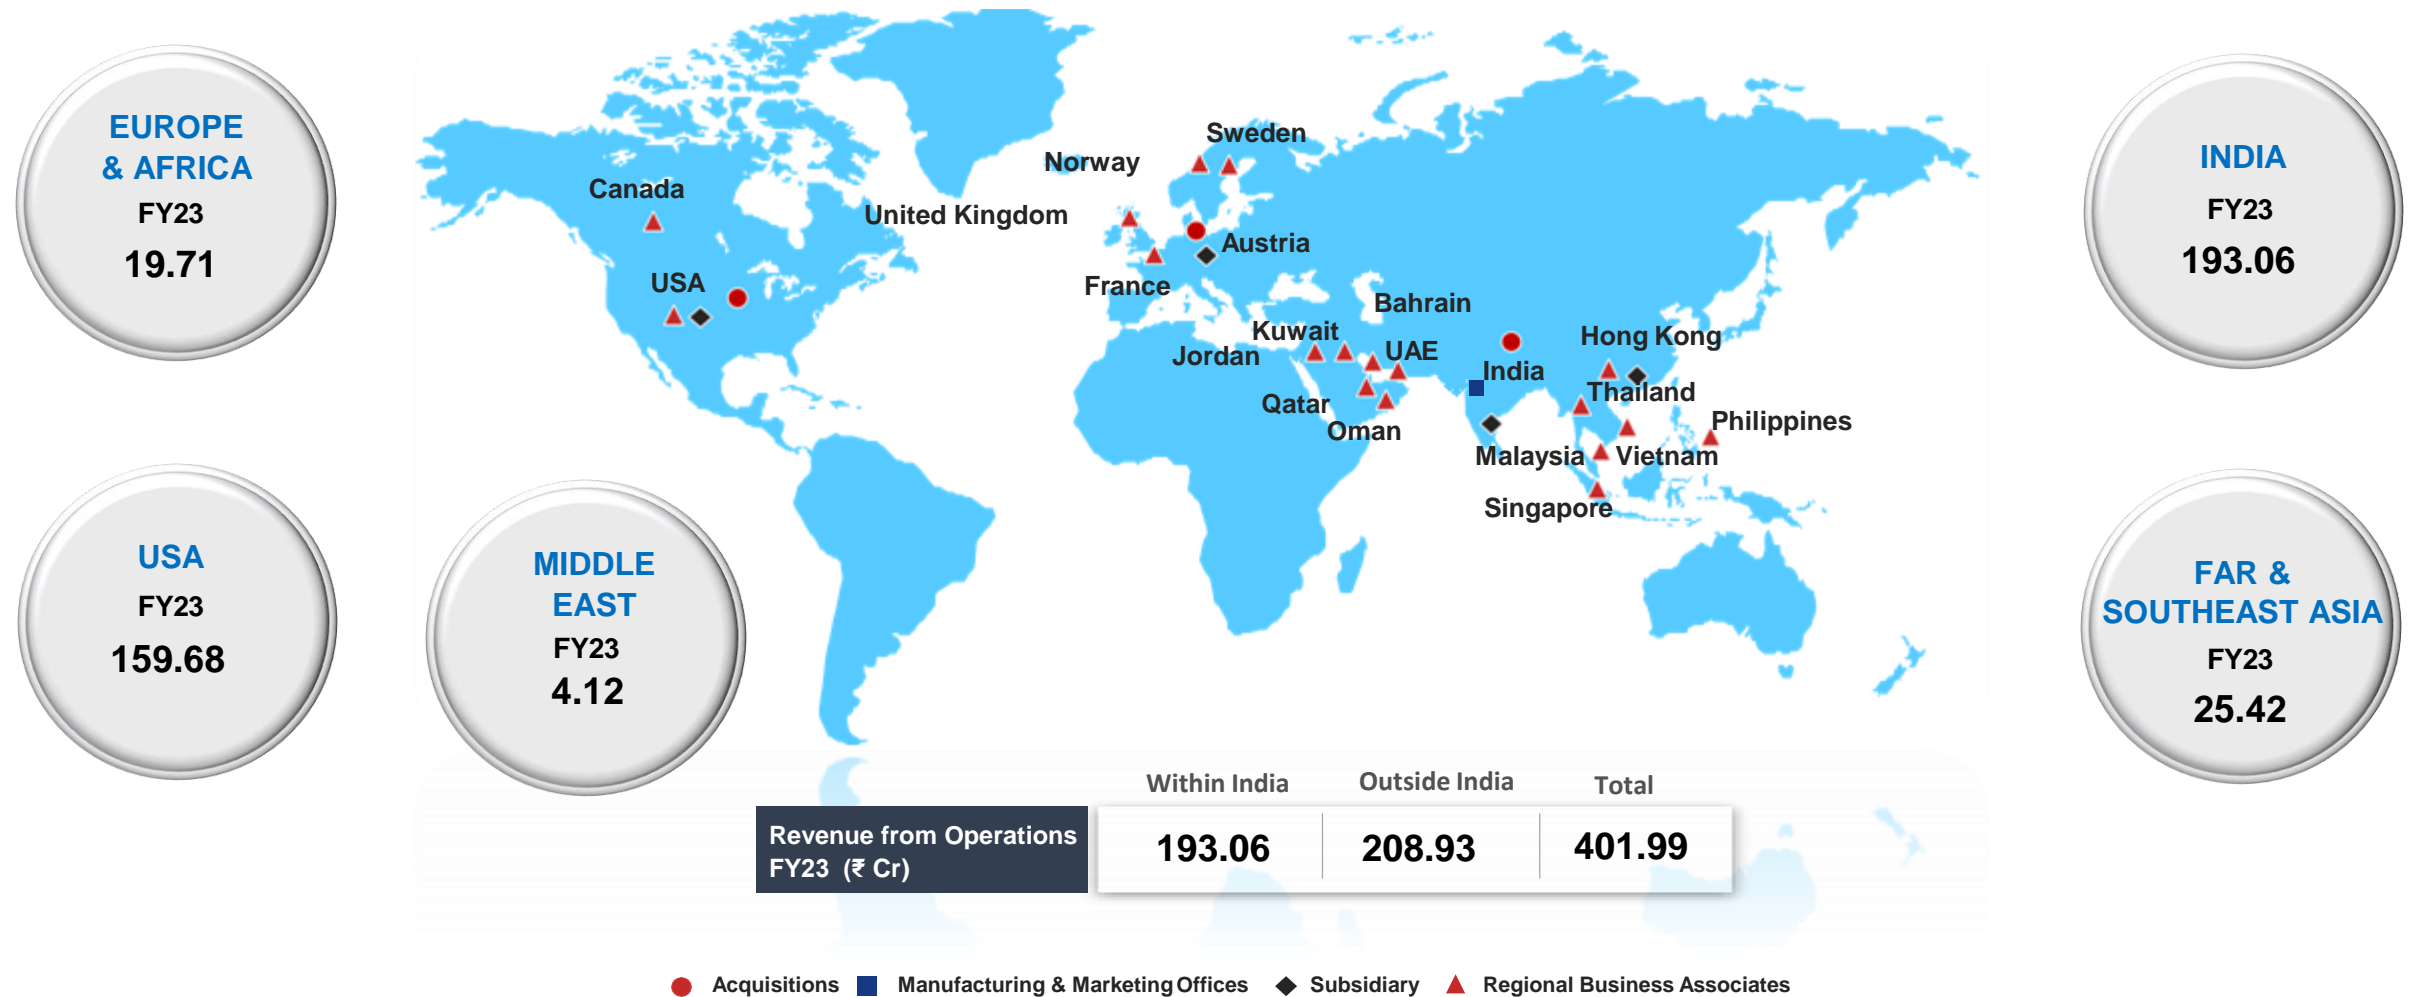 EUROPE
& AFRICA
FY23
19.71
USA
FY23
159.68
MIDDLE
EAST
FY23
4.12
INDIA
FY23
193.06
FAR &
SOUTHEAST ASIA
FY23
25.42
Sweden
Norway
Canada
United Kingdom
Austria
USA
France
Bahrain
Kuwait
Hong Kong
Jordan
UAE
India
Thailand
Qatar
Oman
Philippines
Malaysia
Vietnam
Singapore
Within India
Outside India
Total
Revenue from Operations
FY23 (₹ Cr)
193.06
208.93
401.99
Acquisitions
Manufacturing & Marketing Offices
Subsidiary
Regional Business Associates